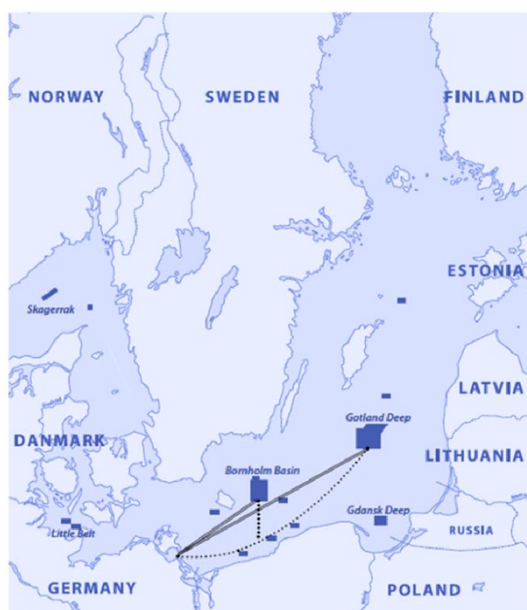 NORWAY
SWEDEN
FINLAND
ESTONIA
Skagerrak
LATVIA
Gotland Deep
DANMARK
LITHUANIA
Bornholm Basin
Gdansk Deep
Little Belt
RUSSIA
GERMANY
POLAND